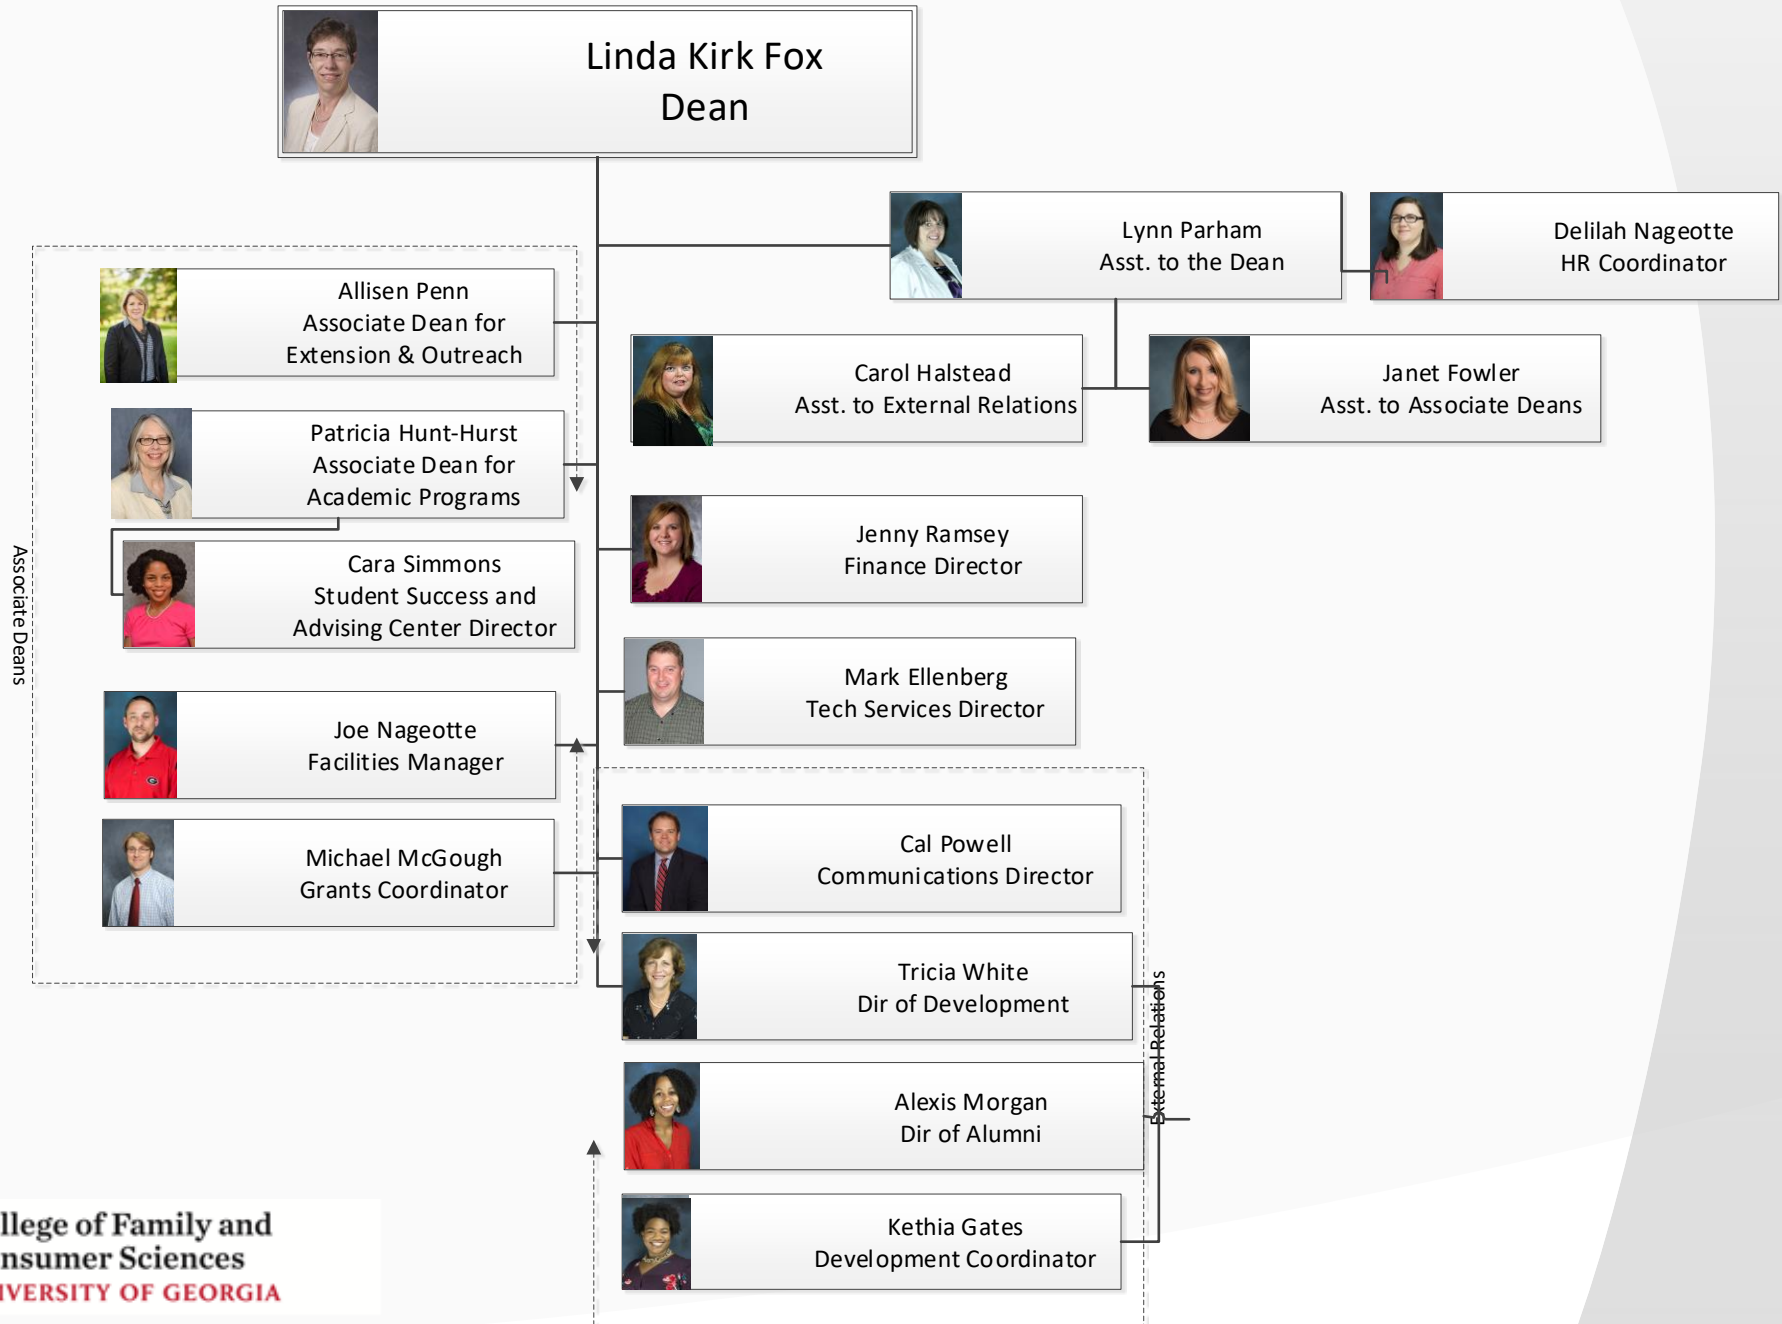 Linda Kirk Fox
Dean
Lynn Parham
Asst. to the Dean
Delilah Nageotte
HR Coordinator
Allisen Penn
Associate Dean for
Extension & Outreach
Carol Halstead
Asst. to External Relations
Janet Fowler
Asst. to Associate Deans
Patricia Hunt-Hurst
Associate Dean for
Academic Programs
Jenny Ramsey
Finance Director
Cara Simmons
Student Success and
Advising Center Director
Associate Deans
Mark Ellenberg
Tech Services Director
Joe Nageotte
Facilities Manager
Cal Powell
Communications Director
Michael McGough
Grants Coordinator
Tricia White
Dir of Development
External Relations
Alexis Morgan
Dir of Alumni
Kethia Gates
Development Coordinator
llege of Family and
nsumer Sciences
IVERSITY OF GEORGIA